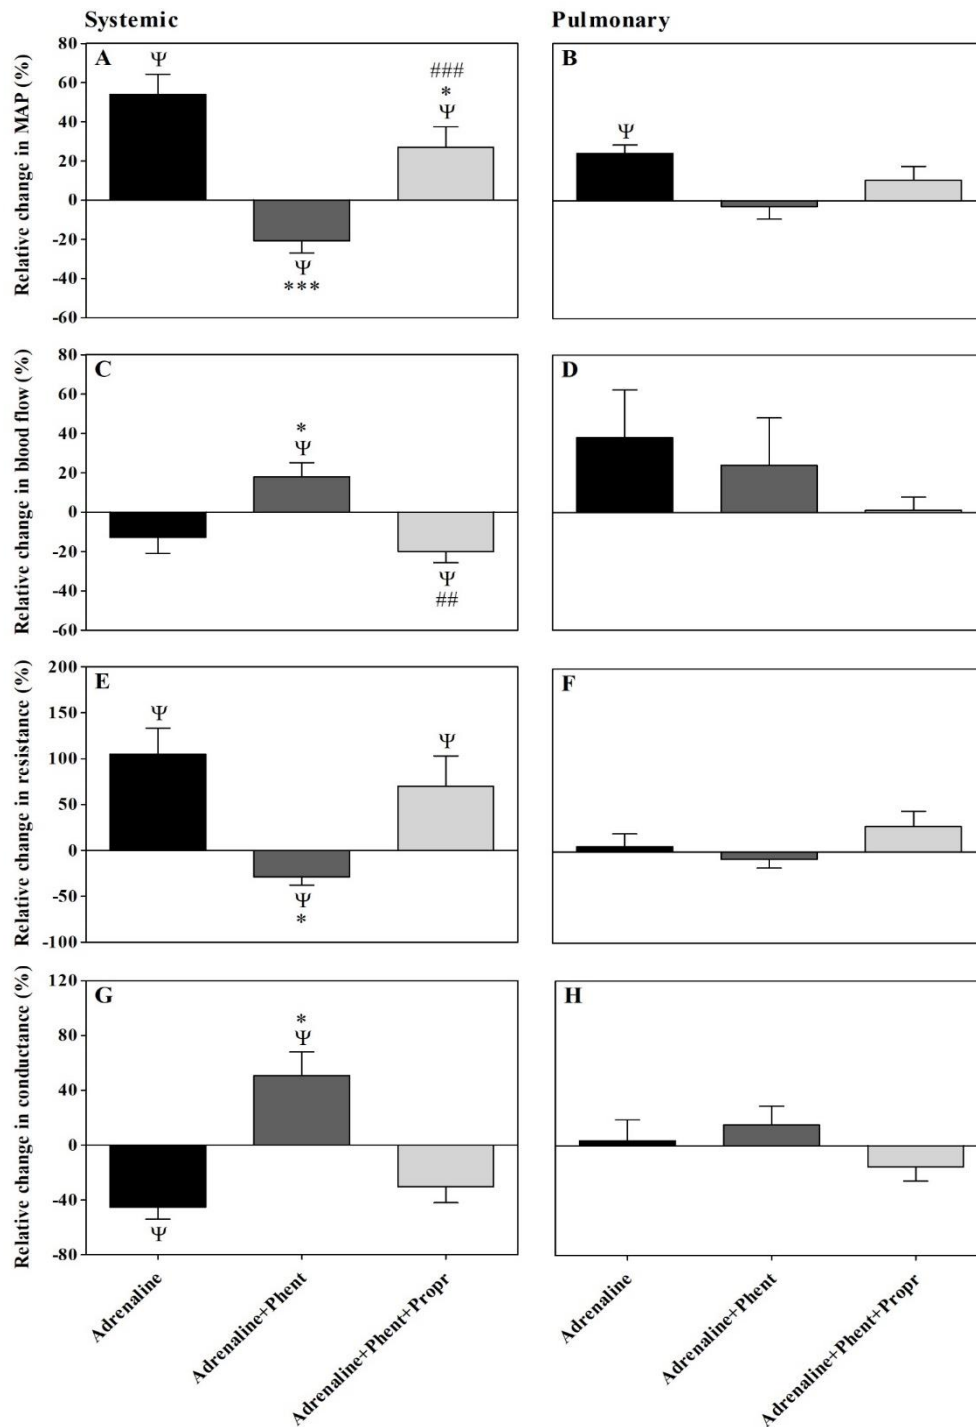 Systemic
Pulmonary
Relative change in MAP (%)
80
60
40
20
0
-20
-40
-60
A
Ψ
Ψ
***
###
*
Ψ
B
Ψ
Relative change in blood flow (%)
80
60
40
20
0
-20
-40
-60
C
*
Ψ
Ψ
##
D
Relative change in resistance (%)
200
150
100
50
0
-50
-100
E
Ψ
Ψ
*
Ψ
F
Relative change in conductance (%)
120
80
40
0
-40
-80
G
Ψ
*
Ψ
H
Adrenaline
Adrenaline+Phent
Adrenaline+Phent+Propr
Adrenaline
Adrenaline+Phent
Adrenaline+Phent+Propr